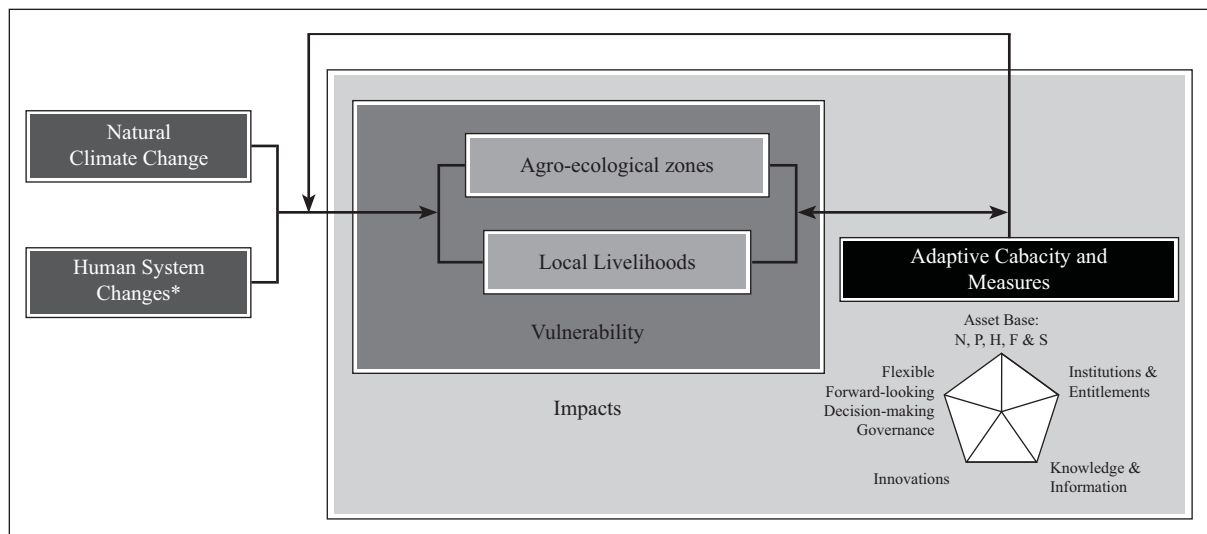 Natural
Climate Change
Human System
Changes*
Agro-ecological zones
Local Livelihoods
Vulnerability
Impacts
Adaptive Cabacity and
Measures
Asset Base:
N, P, H, F & S
Flexible
Forward-looking
Decision-making
Governance
Institutions &
Entitlements
Innovations
Knowledge &
Information